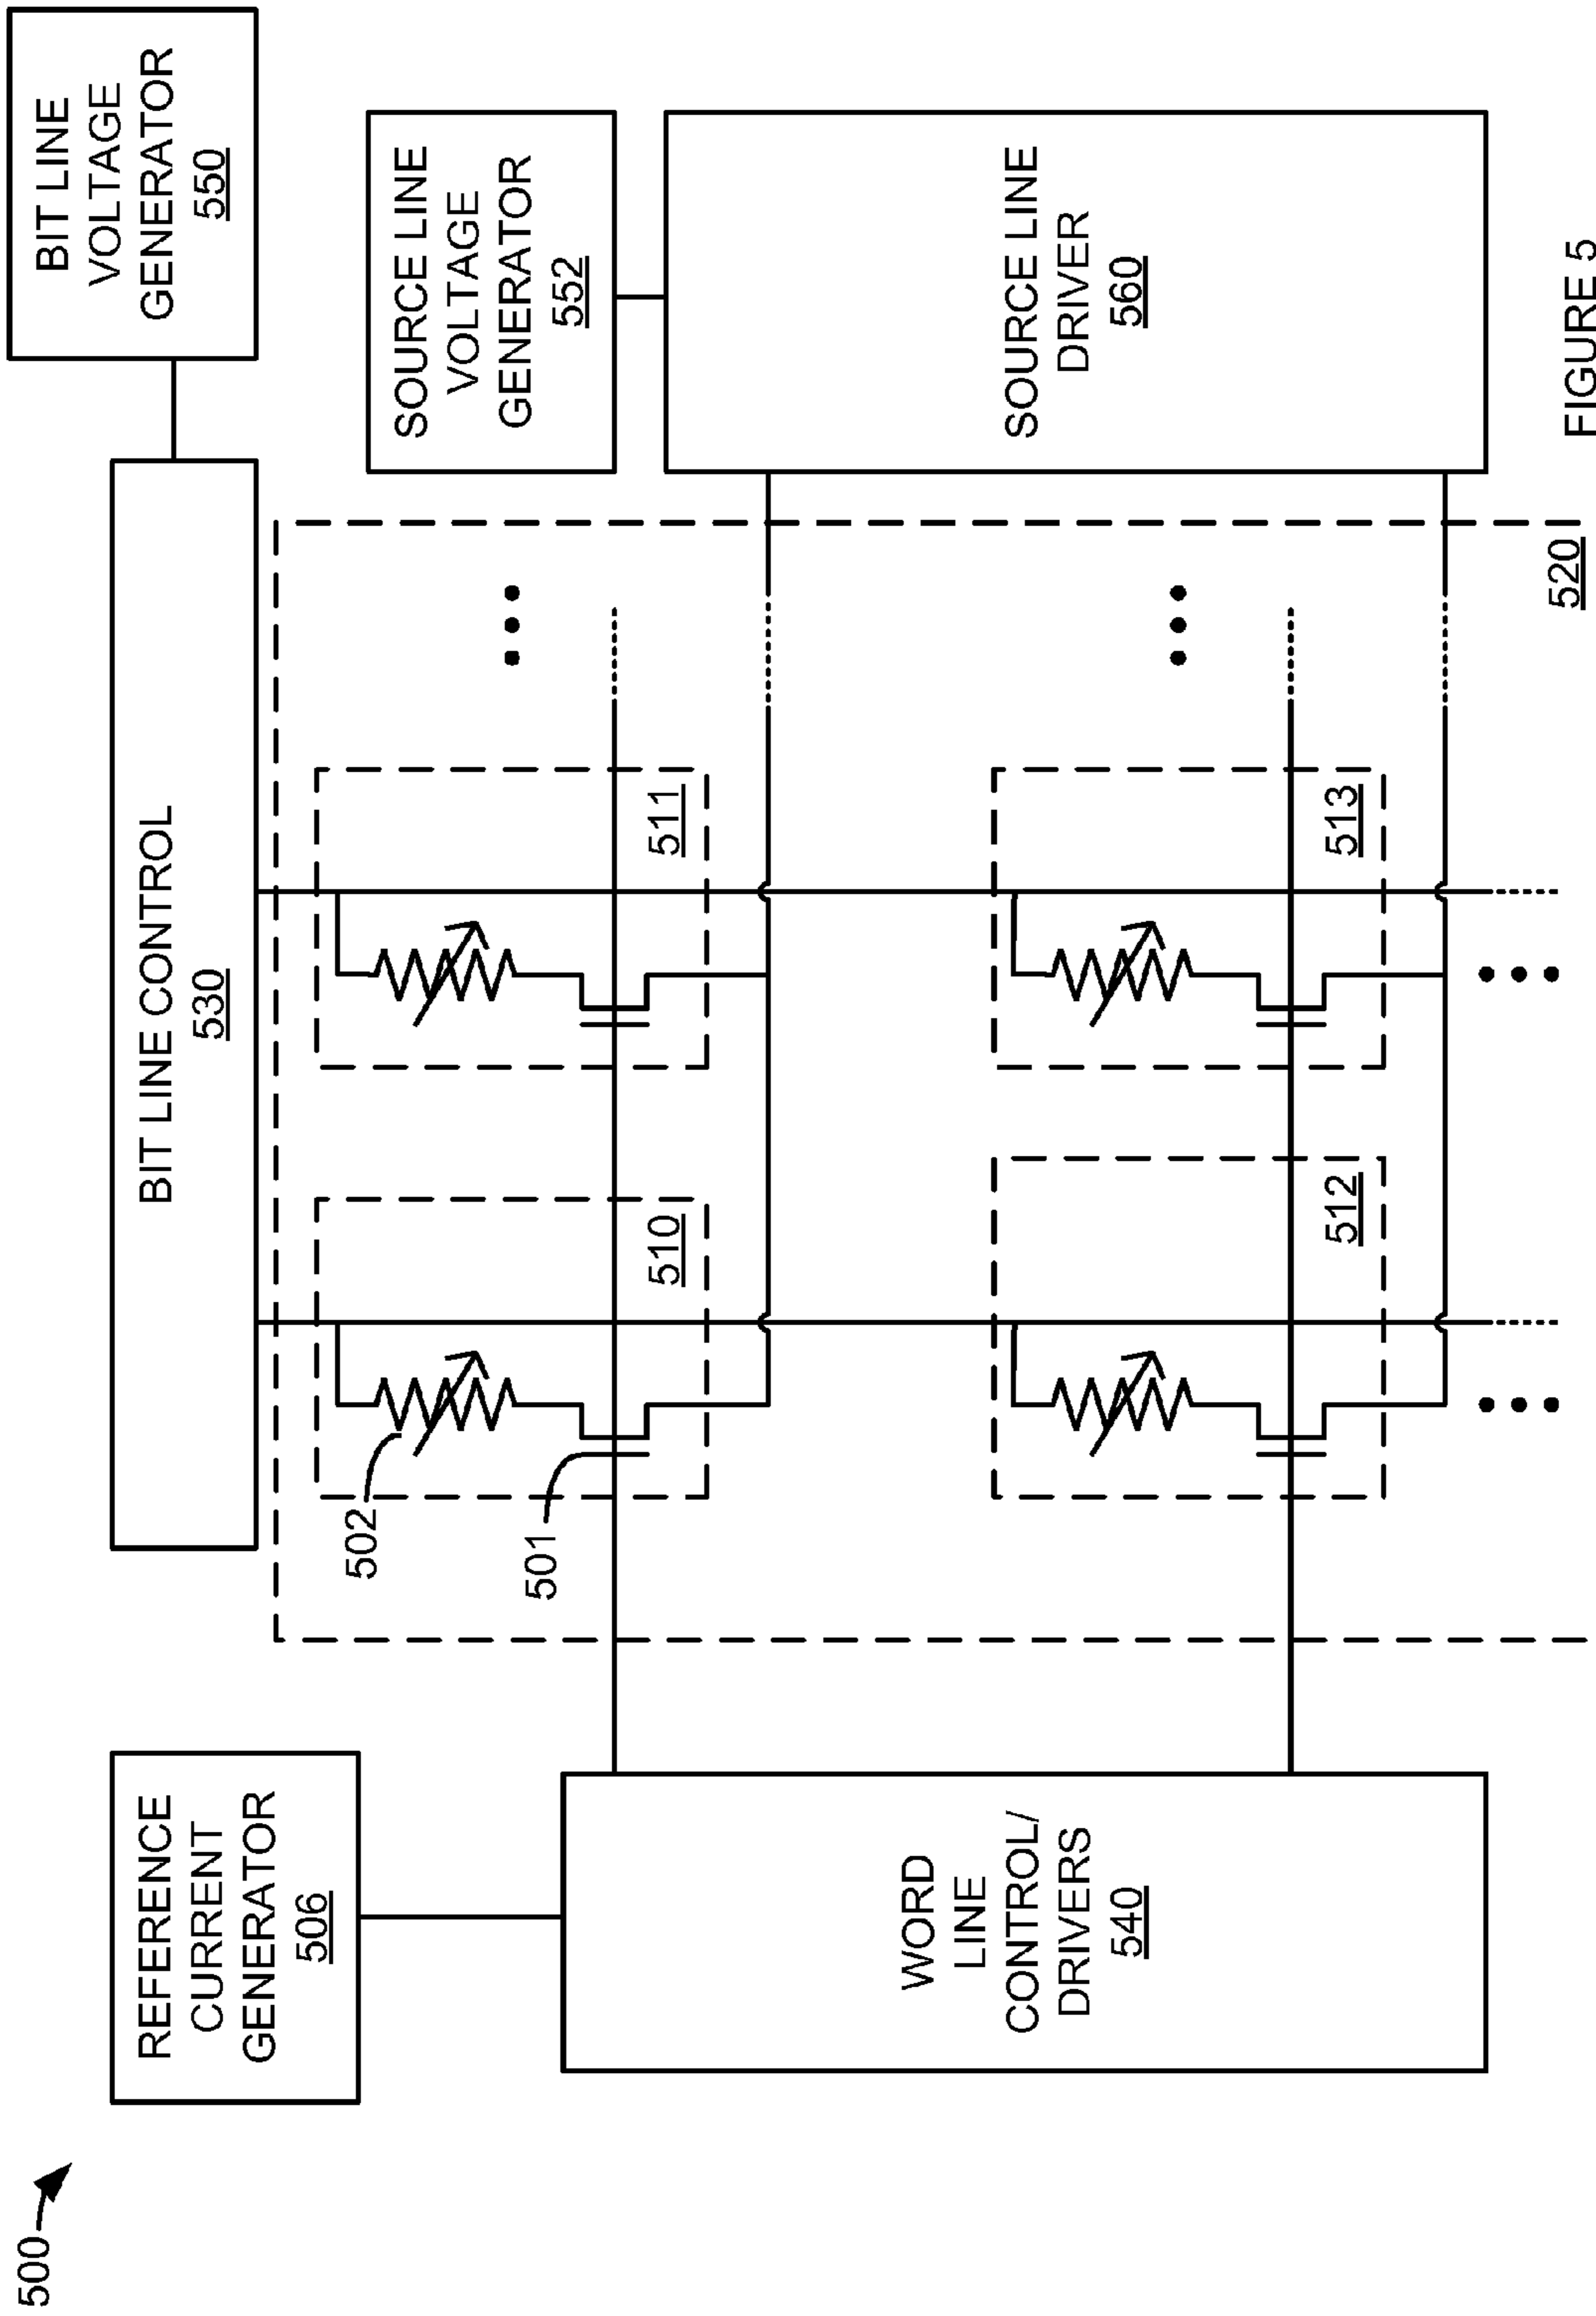 500
REFERENCE
CURRENT
GENERATOR
506
BIT LINE CONTROL
530
BIT LINE
VOLTAGE
GENERATOR
550
502
501
510
511
SOURCE LINE
VOLTAGE
GENERATOR
552
WORD
LINE
CONTROL/
DRIVERS
540
512
513
SOURCE LINE
DRIVER
560
520
FIGURE 5